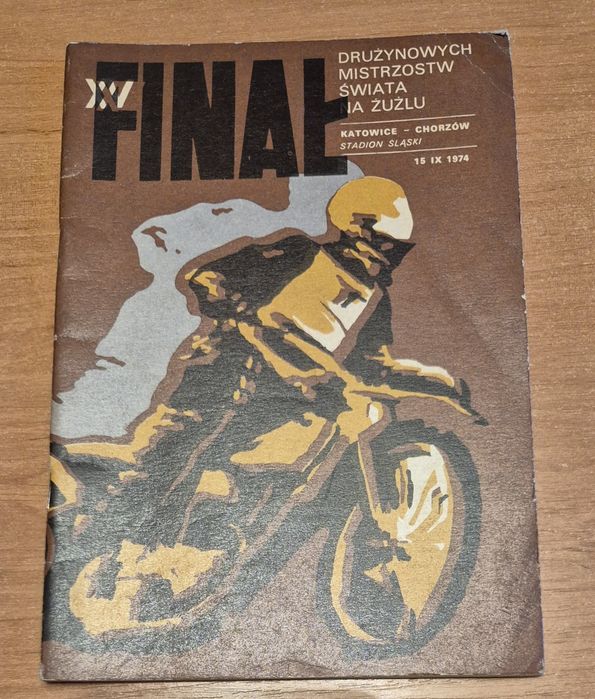 XV
FINAŁ
DRUŻYNOWYCH
MISTRZOSTW
ŚWIATA
NA ŻUŻLU
KATOWICE – CHORZÓW
STADION ŚLĄSKI
15 IX 1974